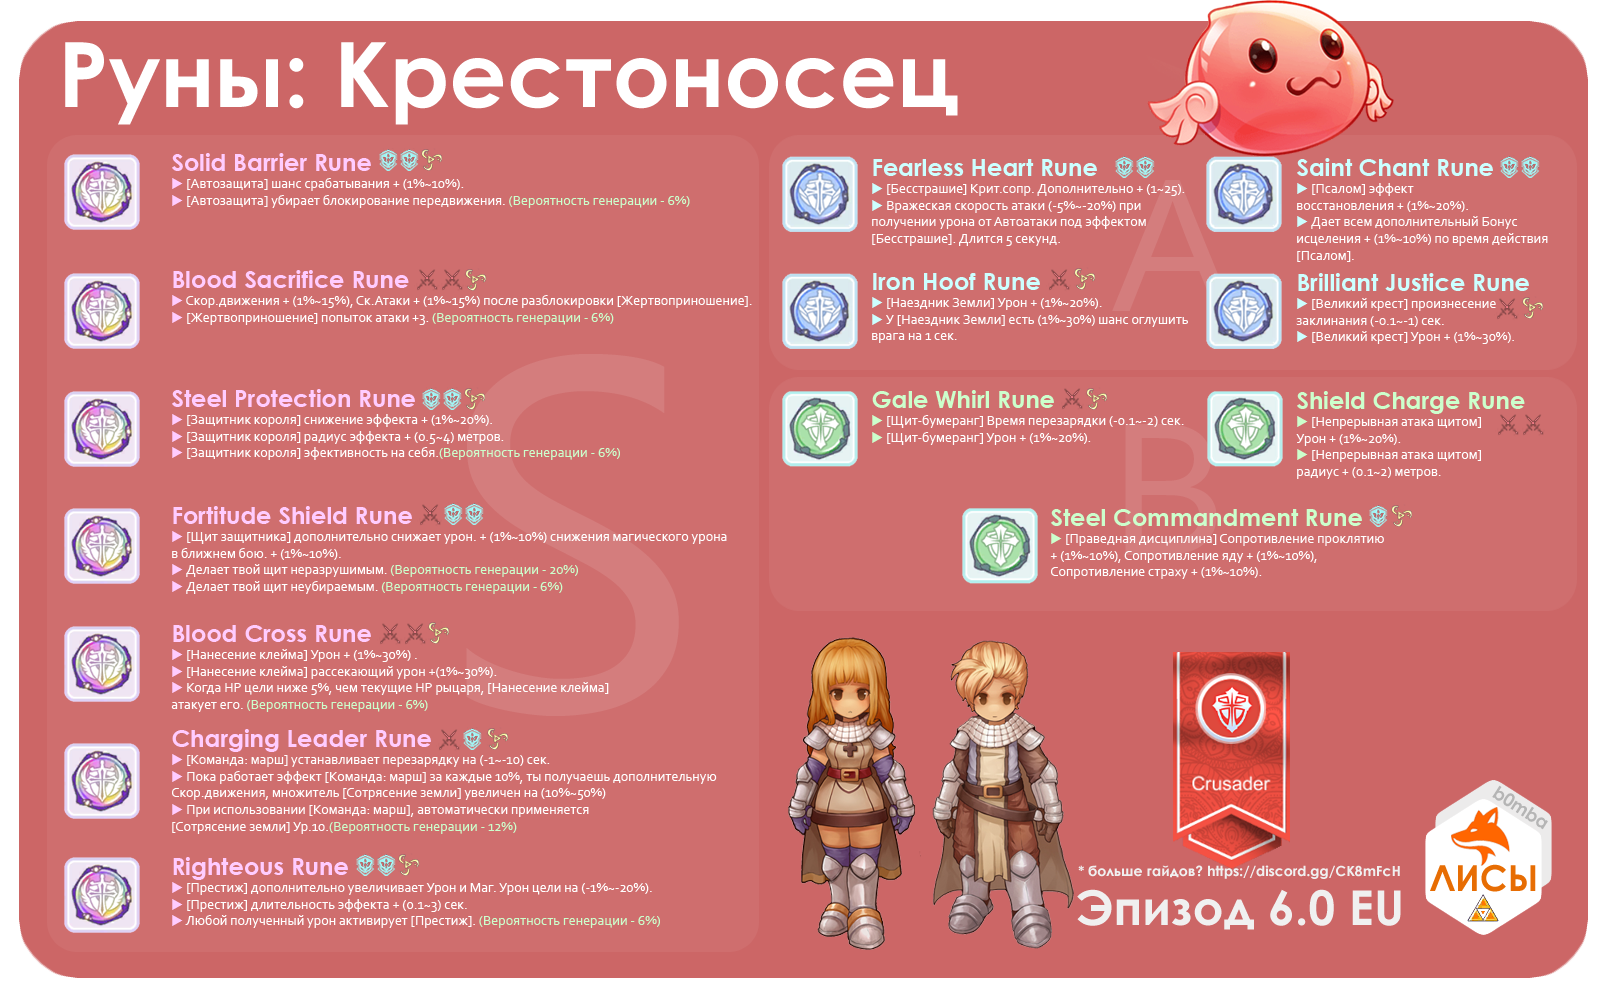 Руны: Крестоносец
S
Solid Barrier Rune
▶ [Автозащита] шанс срабатывания + (1%~10%).
▶ [Автозащита] убирает блокирование передвижения. (Вероятность генерации - 6%)
Blood Sacrifice Rune
▶ Скор.движения + (1%~15%), Ск.Атаки + (1%~15%) после разблокировки [Жертвоприношение].
▶ [Жертвоприношение] попыток атаки +3. (Вероятность генерации - 6%)
Steel Protection Rune
▶ [Защитник короля] снижение эффекта + (1%~20%).
▶ [Защитник короля] радиус эффекта + (0.5~4) метров.
▶ [Защитник короля] эфективность на себя.(Вероятность генерации - 6%)
Fortitude Shield Rune
▶ [Щит защитника] дополнительно снижает урон. + (1%~10%) снижения магического урона
в ближнем бою. + (1%~10%).
▶ Делает твой щит неразрушимым. (Вероятность генерации - 20%)
▶ Делает твой щит неубираемым. (Вероятность генерации - 6%)
Blood Cross Rune
▶ [Нанесение клейма] Урон + (1%~30%) .
▶ [Нанесение клейма] рассекающий урон +(1%~30%).
▶ Когда HP цели ниже 5%, чем текущие HP рыцаря, [Нанесение клейма]
атакует его. (Вероятность генерации - 6%)
Charging Leader Rune
▶ [Команда: марш] устанавливает перезарядку на (-1~-10) сек.
▶ Пока работает эффект [Команда: марш] за каждые 10%, ты получаешь дополнительную
Скор.движения, множитель [Сотрясение земли] увеличен на (10%~50%)
▶ При использовании [Команда: марш], автоматически применяется
[Сотрясение земли] Ур.10.(Вероятность генерации - 12%)
Righteous Rune
▶ [Престиж] дополнительно увеличивает Урон и Маг. Урон цели на (-1%~-20%).
▶ [Престиж] длительность эффекта + (0.1~3) сек.
▶ Любой полученный урон активирует [Престиж]. (Вероятность генерации - 6%)
A
Fearless Heart Rune
▶ [Бесстрашие] Крит.сопр. Дополнительно + (1~25).
▶ Вражеская скорость атаки (-5%~-20%) при
получении урона от Автоатаки под эффектом
[Бесстрашие]. Длится 5 секунд.
Saint Chant Rune
▶ [Псалом] эффект
восстановления + (1%~20%).
▶ Дает всем дополнительный Бонус
исцеления + (1%~10%) по время действия
[Псалом].
Iron Hoof Rune
▶ [Наездник Земли] Урон + (1%~20%).
▶ У [Наездник Земли] есть (1%~30%) шанс оглушить
врага на 1 сек.
Brilliant Justice Rune
▶ [Великий крест] произнесение
заклинания (-0.1~-1) сек.
▶ [Великий крест] Урон + (1%~30%).
B
Gale Whirl Rune
▶ [Щит-бумеранг] Время перезарядки (-0.1~-2) сек.
▶ [Щит-бумеранг] Урон + (1%~20%).
Shield Charge Rune
▶ [Непрерывная атака щитом]
Урон + (1%~20%).
▶ [Непрерывная атака щитом]
радиус + (0.1~2) метров.
Steel Commandment Rune
▶ [Праведная дисциплина] Сопротивление проклятию
+ (1%~10%), Сопротивление яду + (1%~10%),
Сопротивление страху + (1%~10%).
Crusader
* больше гайдов? https://discord.gg/CK8mFcH
Эпизод 6.0 EU
b0mba
ЛИСЫ